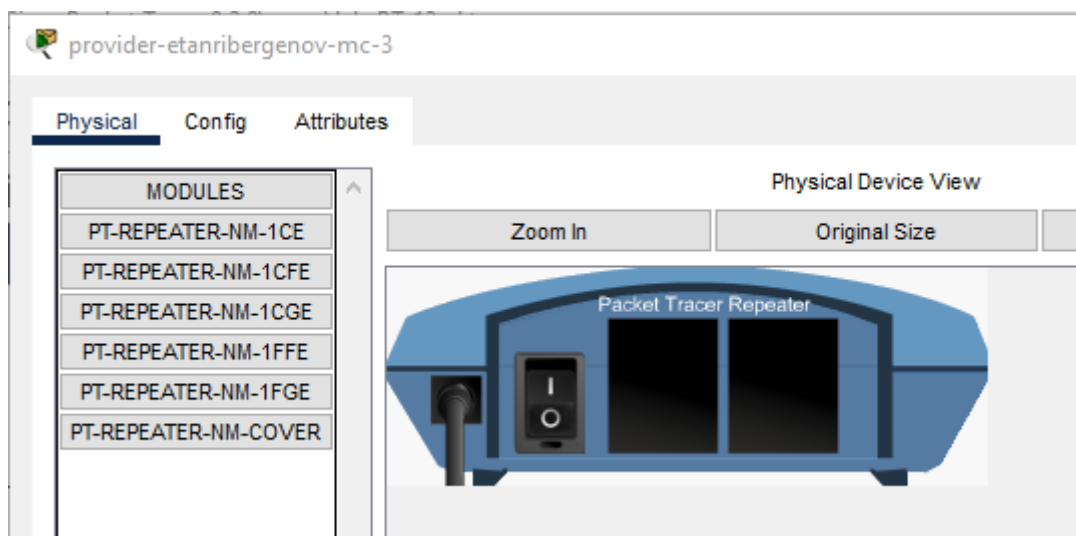 provider-etanribergenov-mc-3
Physical Config Attributes
MODULES
PT-REPEATER-NM-1CE
PT-REPEATER-NM-1CFE
PT-REPEATER-NM-1CGE
PT-REPEATER-NM-1FFE
PT-REPEATER-NM-1FGE
PT-REPEATER-NM-COVER
Physical Device View
Zoom In Original Size
Packet Tracer Repeater